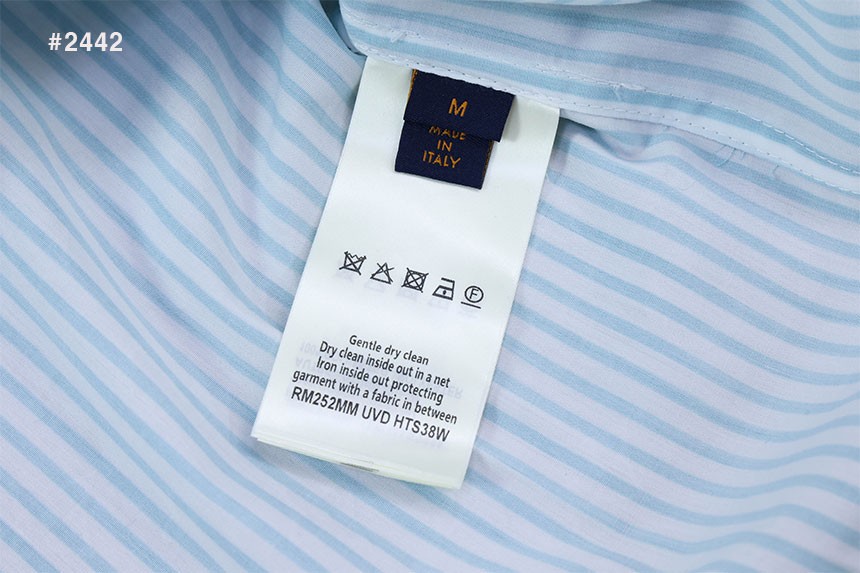 #2442
M
MADE
IN
ITALY
F
Gentle dry clean
Dry clean inside out in a net
Iron inside out protecting
garment with a fabric in between
RM252MM UVD HTS38W